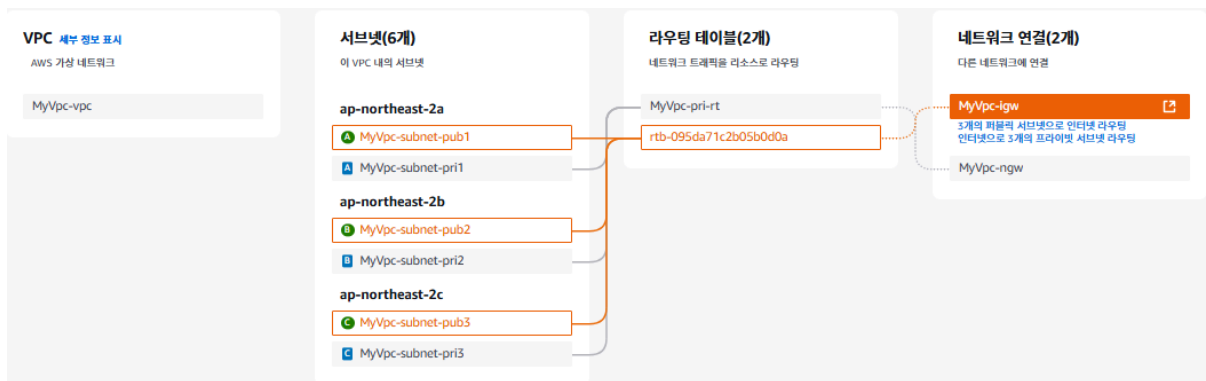 VPC 세부 정보 표시
AWS 가상 네트워크
MyVpc-vpc
서브넷(6개)
이 VPC 내의 서브넷
ap-northeast-2a
A MyVpc-subnet-pub1
A MyVpc-subnet-pri1
ap-northeast-2b
B MyVpc-subnet-pub2
B MyVpc-subnet-pri2
ap-northeast-2c
C MyVpc-subnet-pub3
C MyVpc-subnet-pri3
라우팅 테이블(2개)
네트워크 트래픽을 리소스로 라우팅
MyVpc-pri-rt
rtb-095da71c2b05b0d0a
네트워크 연결(2개)
다른 네트워크에 연결
MyVpc-igw
3개의 퍼블릭 서브넷으로 인터넷 라우팅
인터넷으로 3개의 프라이빗 서브넷 라우팅
MyVpc-ngw